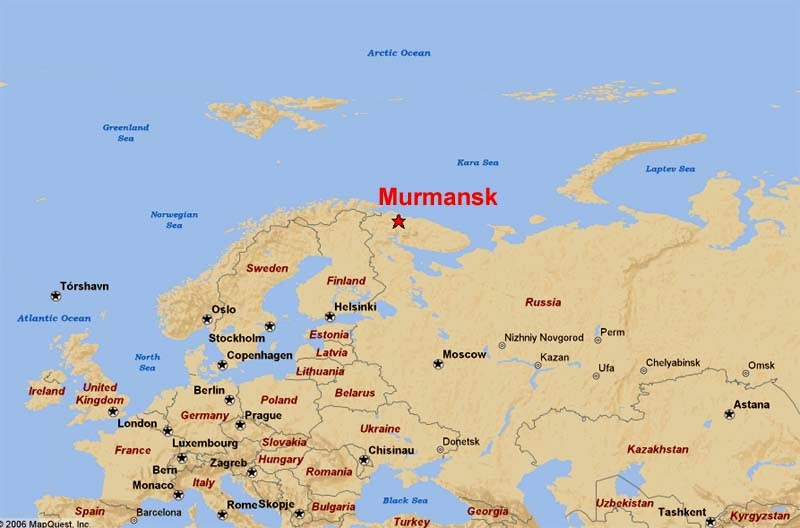 Arctic Ocean
Greenland
Sea
Kara Sea
Laptev Sea
Murmansk
Norwegian
Sea
Sweden
Finland
Tórshavn
Russia
Oslo
Helsinki
Atlantic Ocean
Stockholm
Estonia
Nizhniy Novgorod
Perm
North
Sea
Copenhagen
Latvia
Moscow
Kazan
Lithuania
Ufa
Chelyabinsk
Omsk
Ireland
United
Kingdom
Berlin
Poland
Belarus
London
Germany
Prague
Astana
Ukraine
France
Luxembourg
Slovakia
Donetsk
Kazakhstan
Bern
Zagreb
Hungary
Chisinau
Monaco
Italy
Romania
Spain
Barcelona
Rome
Skopje
Bulgaria
Black Sea
Georgia
Uzbekistan
Tashkent
Kyrgyzstan
Turkey
© 2006 MapQuest, Inc.